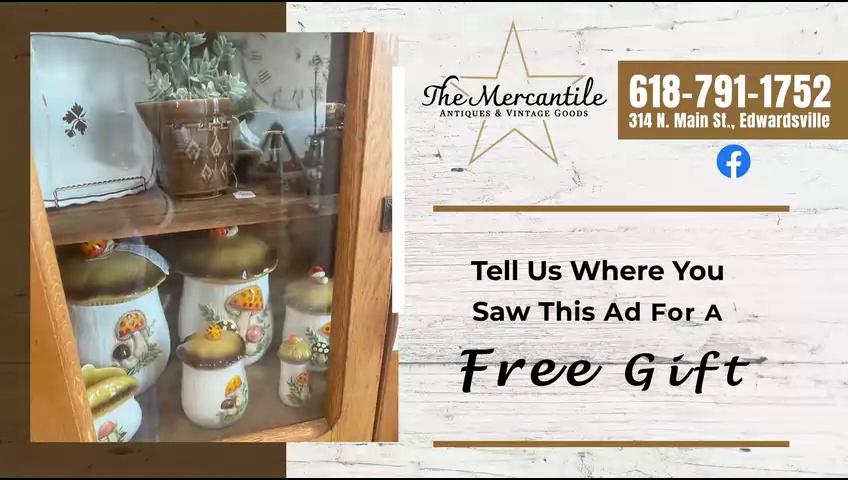 The Mercantile
ANTIQUES & VINTAGE GOODS
618-791-1752
314 N. Main St., Edwardsville
Tell Us Where You
Saw This Ad For A
Free Gift